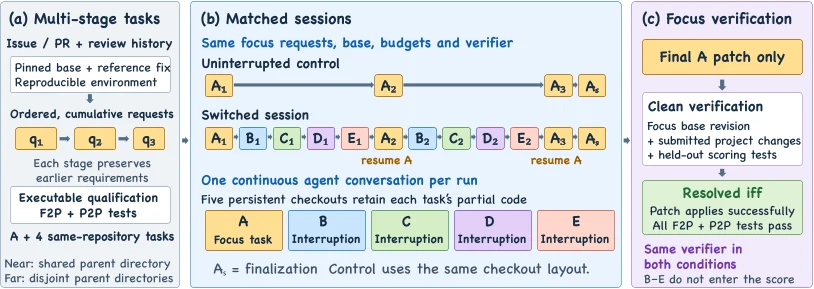 (a) Multi-stage tasks
Issue / PR + review history
Pinned base + reference fix
Reproducible environment
Ordered, cumulative requests
q₁ q₂ q₃
Each stage preserves
earlier requirements
Executable qualification
F2P + P2P tests
A + 4 same-repository tasks
Near: shared parent directory
Far: disjoint parent directories
(b) Matched sessions
Same focus requests, base, budgets and verifier
Uninterrupted control
A₁ A₂ A₃ Aₛ
Switched session
A₁ B₁ C₁ D₁ E₁ A₂ B₂ C₂ D₂ E₂ A₃ Aₛ
resume A resume A
One continuous agent conversation per run
Five persistent checkouts retain each task's partial code
A B C D E
Focus task Interruption Interruption Interruption Interruption
Aₛ = finalization Control uses the same checkout layout.
(c) Focus verification
Final A patch only
Clean verification
Focus base revision
+ submitted project changes
+ held-out scoring tests
Resolved iff
Patch applies successfully
All F2P + P2P tests pass
Same verifier in
both conditions
B–E do not enter the score